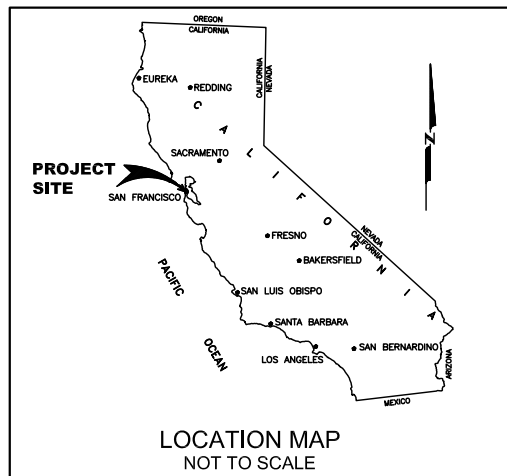 OREGON
CALIFORNIA
EUREKA
REDDING
CALIFORNIA
NEVADA
CALIFORNIA
SACRAMENTO
PROJECT
SITE
SAN FRANCISCO
N
NEVADA
CALIFORNIA
FRESNO
BAKERSFIELD
PACIFIC
OCEAN
SAN LUIS OBISPO
SANTA BARBARA
LOS ANGELES
SAN BERNARDINO
ARIZONA
MEXICO
LOCATION MAP
NOT TO SCALE